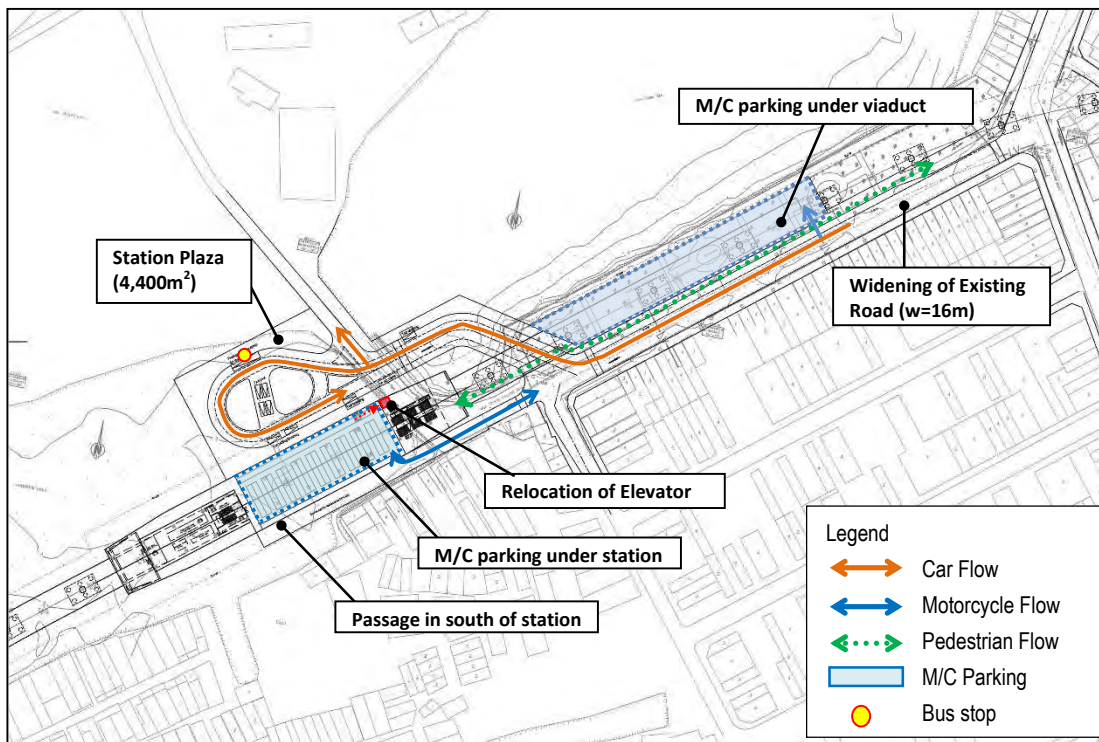 M/C parking under viaduct
Station Plaza
(4,400m²)
Widening of Existing
Road (w=16m)
Relocation of Elevator
M/C parking under station
Passage in south of station
Legend
Car Flow
Motorcycle Flow
Pedestrian Flow
M/C Parking
Bus stop